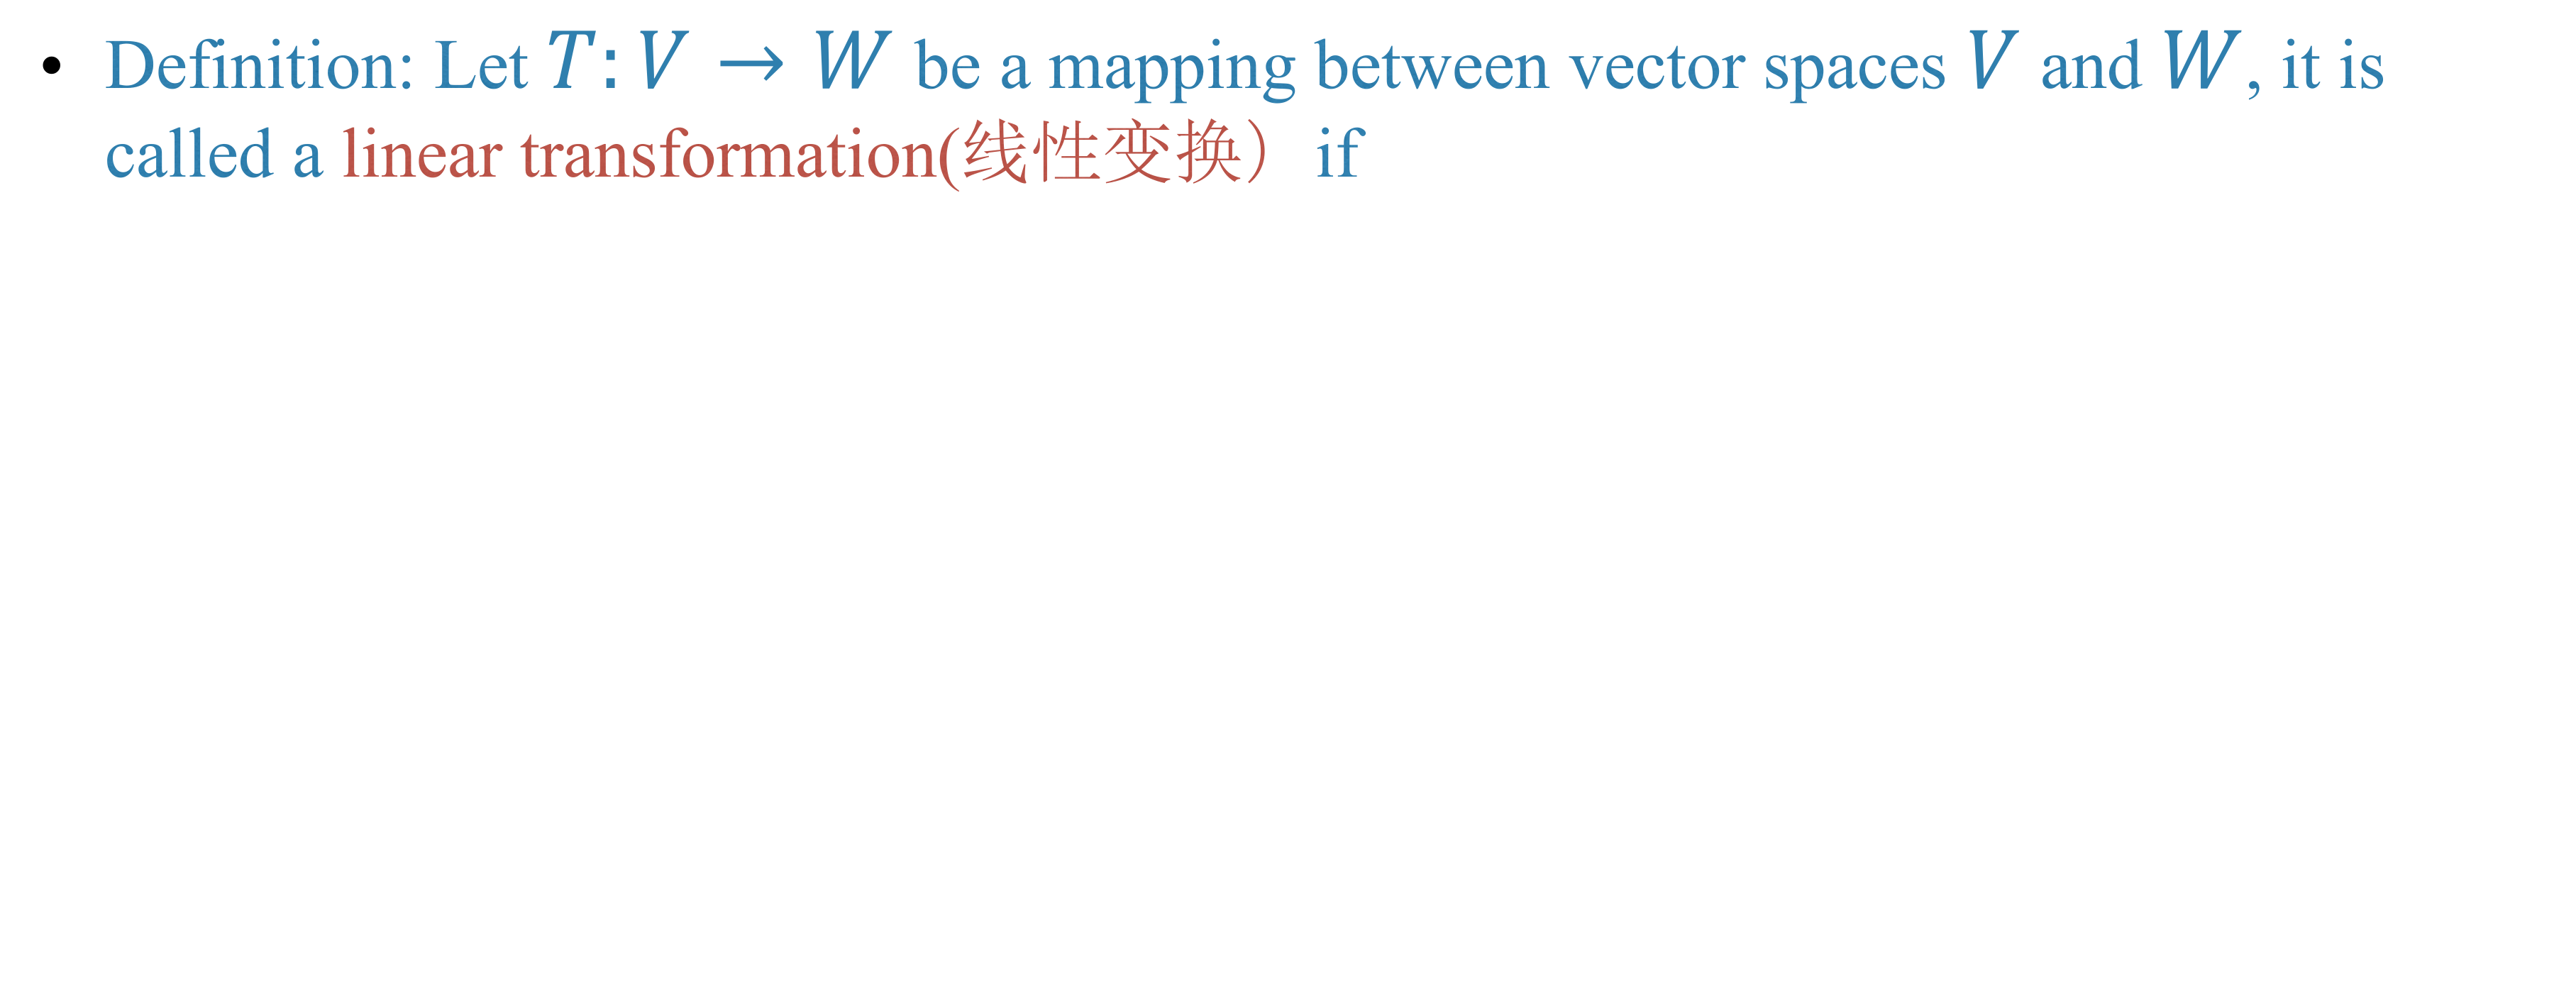 • Definition: Let T: V → W be a mapping between vector spaces V and W, it is
called a linear transformation(线性变换） if